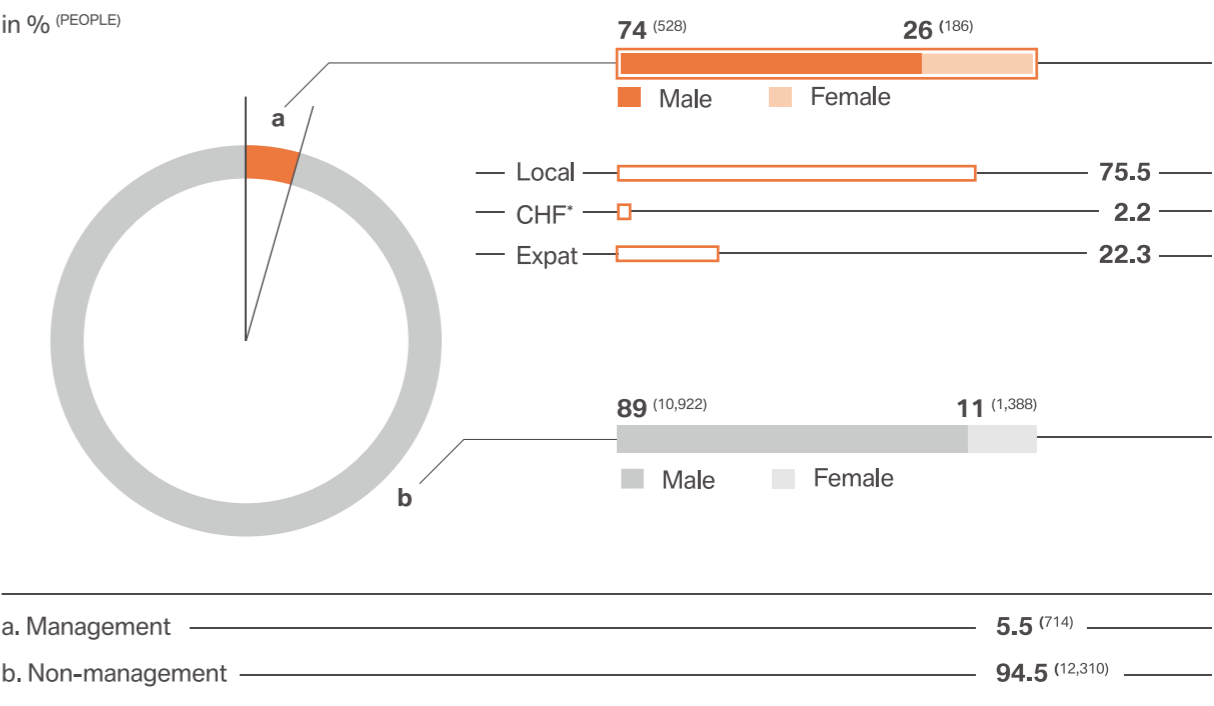 in % (PEOPLE)
74 (528) 26 (186)
a
Male Female
Local 75.5
CHF* 2.2
Expat 22.3
89 (10,922) 11 (1,388)
Male Female
b
a. Management 5.5 (714)
b. Non-management 94.5 (12,310)